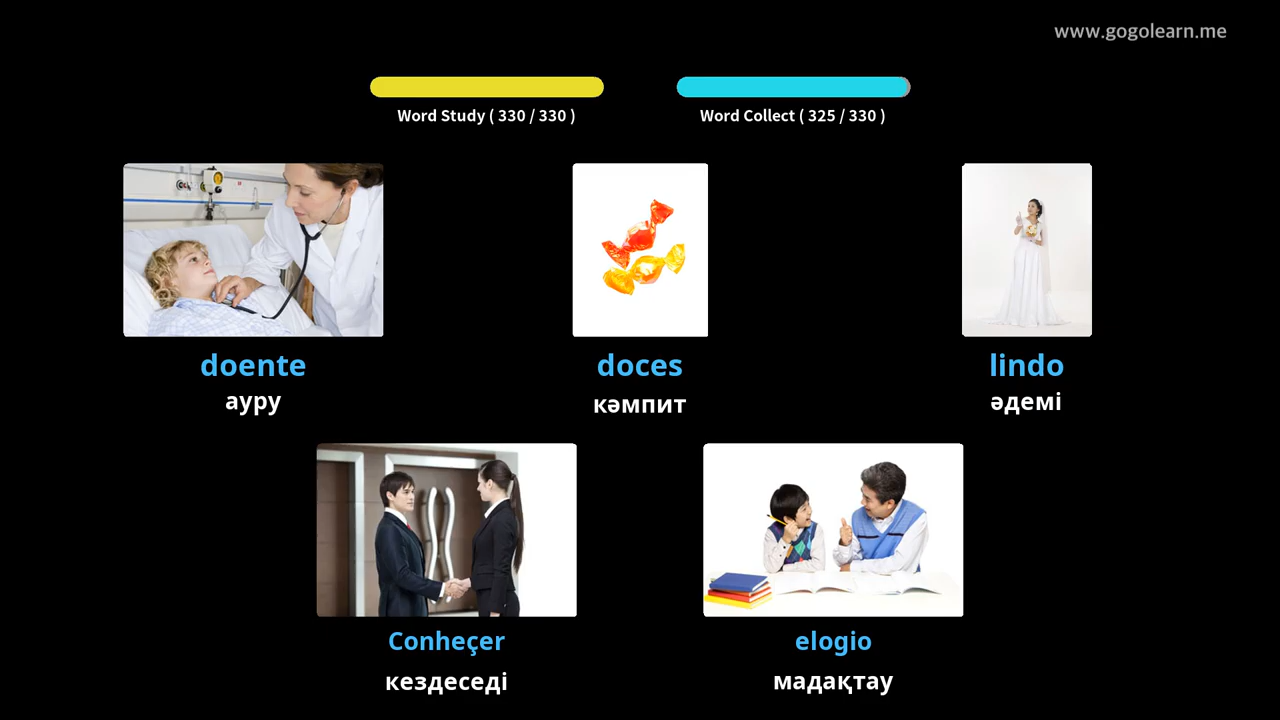 www.gogolearn.me
Word Study ( 330 / 330 )
Word Collect ( 325 / 330 )
doente
ауру
doces
кәмпит
lindo
әдемі
Conheçer
кездеседі
elogio
мадақтау